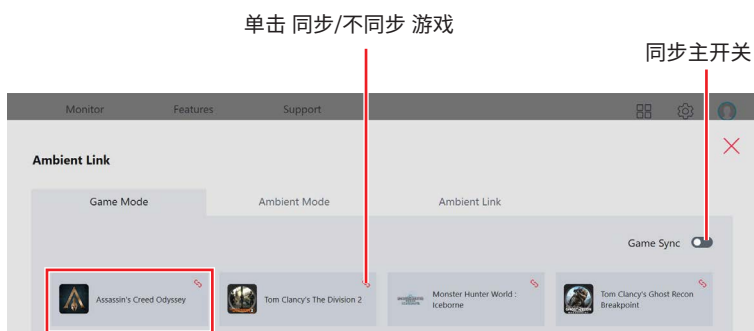 单击 同步/不同步 游戏
同步主开关
Monitor Features Support
Ambient Link
Game Mode Ambient Mode Ambient Link
Game Sync
Assassin's Creed Odyssey
Tom Clancy's The Division 2
Monster Hunter World :
Iceborne
Tom Clancy's Ghost Recon
Breakpoint